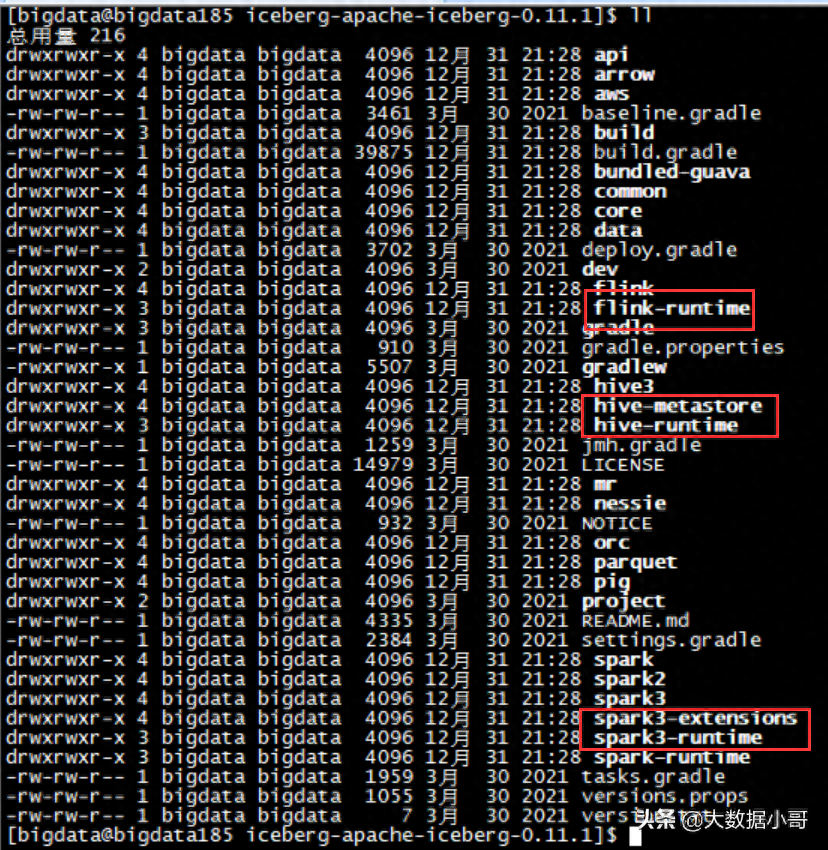 [bigdata@bigdata185 iceberg-apache-iceberg-0.11.1]$ ll
总用量 216
drwxrwxr-x 4 bigdata bigdata 4096 12月 31 21:28 api
drwxrwxr-x 4 bigdata bigdata 4096 12月 31 21:28 arrow
drwxrwxr-x 4 bigdata bigdata 4096 12月 31 21:28 aws
-rw-rw-r-- 1 bigdata bigdata 3461 3月 30 2021 baseline.gradle
drwxrwxr-x 3 bigdata bigdata 4096 12月 31 21:28 build
-rw-rw-r-- 1 bigdata bigdata 39875 12月 31 21:28 build.gradle
drwxrwxr-x 4 bigdata bigdata 4096 12月 31 21:28 bundled-guava
drwxrwxr-x 4 bigdata bigdata 4096 12月 31 21:28 common
drwxrwxr-x 4 bigdata bigdata 4096 12月 31 21:28 core
drwxrwxr-x 4 bigdata bigdata 4096 12月 31 21:28 data
-rw-rw-r-- 1 bigdata bigdata 3702 3月 30 2021 deploy.gradle
drwxrwxr-x 2 bigdata bigdata 4096 3月 30 2021 dev
drwxrwxr-x 4 bigdata bigdata 4096 12月 31 21:28 flink
drwxrwxr-x 3 bigdata bigdata 4096 12月 31 21:28 flink-runtime
drwxrwxr-x 3 bigdata bigdata 4096 3月 30 2021 gradle
-rw-rw-r-- 1 bigdata bigdata 910 3月 30 2021 gradle.properties
-rwxrwxr-x 1 bigdata bigdata 5507 3月 30 2021 gradlew
drwxrwxr-x 4 bigdata bigdata 4096 12月 31 21:28 hive3
drwxrwxr-x 4 bigdata bigdata 4096 12月 31 21:28 hive-metastore
drwxrwxr-x 3 bigdata bigdata 4096 12月 31 21:28 hive-runtime
-rw-rw-r-- 1 bigdata bigdata 1259 3月 30 2021 jmh.gradle
-rw-rw-r-- 1 bigdata bigdata 14979 3月 30 2021 LICENSE
drwxrwxr-x 4 bigdata bigdata 4096 12月 31 21:28 mr
drwxrwxr-x 4 bigdata bigdata 4096 12月 31 21:28 nessie
-rw-rw-r-- 1 bigdata bigdata 932 3月 30 2021 NOTICE
drwxrwxr-x 4 bigdata bigdata 4096 12月 31 21:28 orc
drwxrwxr-x 4 bigdata bigdata 4096 12月 31 21:28 parquet
drwxrwxr-x 4 bigdata bigdata 4096 12月 31 21:28 pig
drwxrwxr-x 2 bigdata bigdata 4096 3月 30 2021 project
-rw-rw-r-- 1 bigdata bigdata 4335 3月 30 2021 README.md
-rw-rw-r-- 1 bigdata bigdata 2384 3月 30 2021 settings.gradle
drwxrwxr-x 4 bigdata bigdata 4096 12月 31 21:28 spark
drwxrwxr-x 4 bigdata bigdata 4096 12月 31 21:28 spark2
drwxrwxr-x 4 bigdata bigdata 4096 12月 31 21:28 spark3
drwxrwxr-x 4 bigdata bigdata 4096 12月 31 21:28 spark3-extensions
drwxrwxr-x 3 bigdata bigdata 4096 12月 31 21:28 spark3-runtime
drwxrwxr-x 3 bigdata bigdata 4096 12月 31 21:28 spark-runtime
-rw-rw-r-- 1 bigdata bigdata 1959 3月 30 2021 tasks.gradle
-rw-rw-r-- 1 bigdata bigdata 1055 3月 30 2021 versions.props
-rw-rw-r-- 1 bigdata bigdata 7 3月 30 2021
[bigdata@bigdata185 iceberg-apache-iceberg-0.11.1]$
头条 @大数据小哥